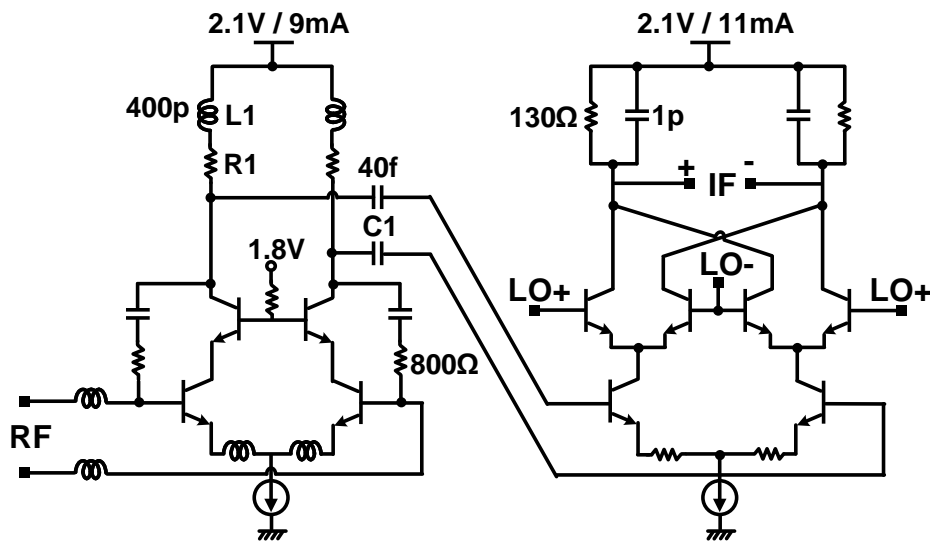 2.1V / 9mA
2.1V / 11mA
400p
L1
R1
130Ω
1p
40f
C1
+
IF
-
1.8V
LO+
LO-
LO+
800Ω
RF